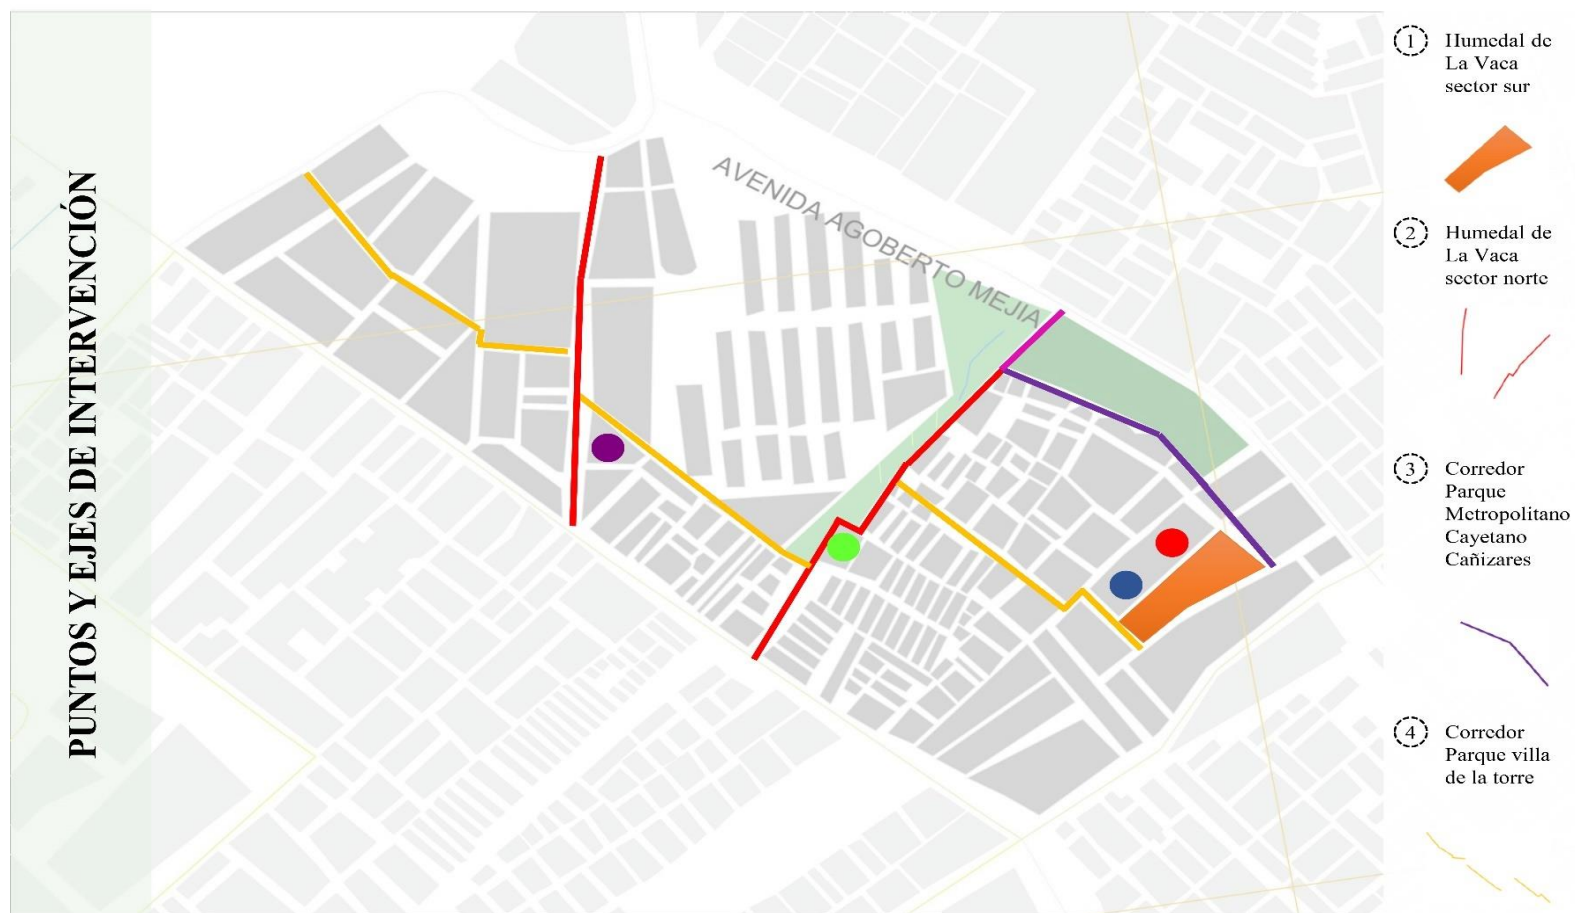 PUNTOS Y EJES DE INTERVENCIÓN
AVENIDA AGOBERTO MEJIA
1 Humedal de
La Vaca
sector sur
2 Humedal de
La Vaca
sector norte
3 Corredor
Parque
Metropolitano
Cayetano
Cañizares
4 Corredor
Parque villa
de la torre